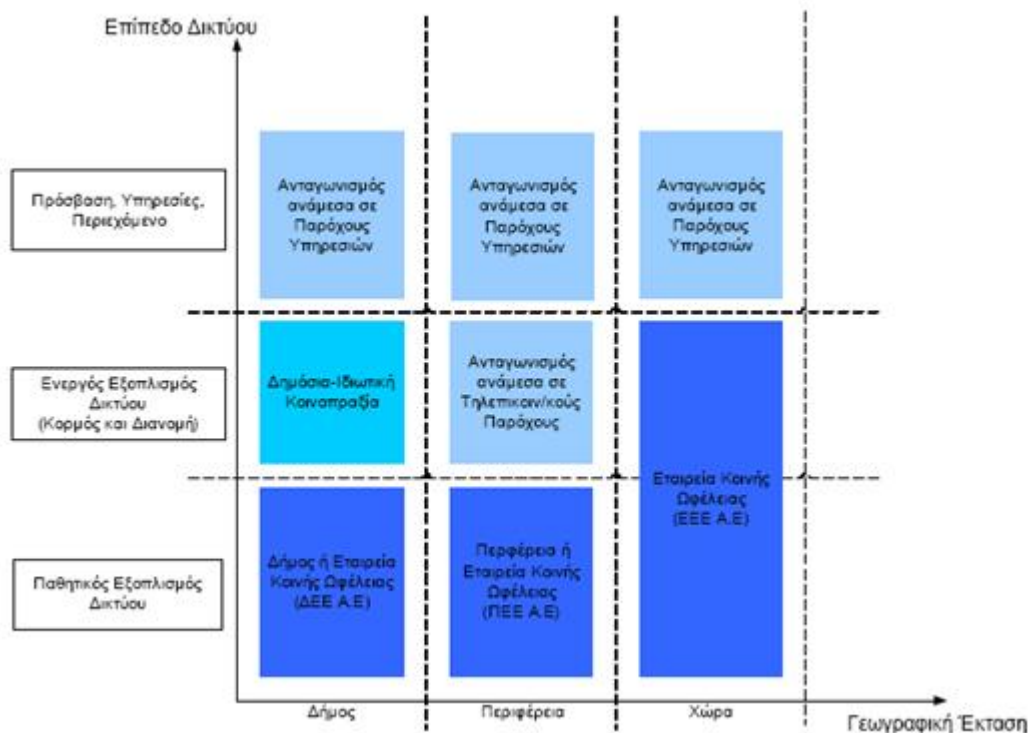 Επίπεδο Δικτύου
Πρόσβαση, Υπηρεσίες,
Περιεχόμενο
Ανταγωνισμός
ανάμεσα σε
Παρόχους
Υπηρεσιών
Ανταγωνισμός
ανάμεσα σε
Παρόχους
Υπηρεσιών
Ανταγωνισμός
ανάμεσα σε
Παρόχους
Υπηρεσιών
Ενεργός Εξοπλισμός
Δικτύου
(Κορμός και Διανομή)
Δημόσια-Ιδιωτική
Κοινοπραξία
Ανταγωνισμός
ανάμεσα σε
Τηλεπικοιν/κούς
Παρόχους
Εταιρεία Κοινής
Ωφέλειας
(ΕΕΕ Α.Ε)
Παθητικός Εξοπλισμός
Δικτύου
Δήμος ή Εταιρεία
Κοινής Ωφέλειας
(ΔΕΕ Α.Ε)
Περφέρεια ή
Εταιρεία Κοινής
Ωφέλειας
(ΠΕΕ Α.Ε)
Δήμος
Περιφέρεια
Χώρα
Γεωγραφική Έκταση